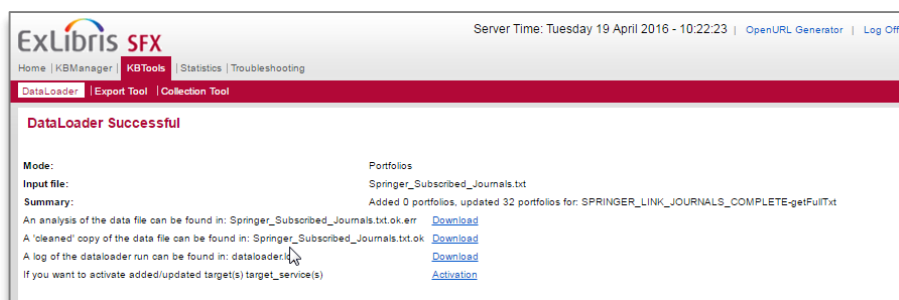 Server Time: Tuesday 19 April 2016 - 10:22:23 | OpenURL Generator | Log Off
ExLibris SFX
Home | KBManager | KBTools | Statistics | Troubleshooting
DataLoader | Export Tool | Collection Tool
DataLoader Successful
Mode: Portfolios
Input file: Springer_Subscribed_Journals.txt
Summary: Added 0 portfolios, updated 32 portfolios for: SPRINGER_LINK_JOURNALS_COMPLETE-getFullTxt
An analysis of the data file can be found in: Springer_Subscribed_Journals.txt.ok.err Download
A 'cleaned' copy of the data file can be found in: Springer_Subscribed_Journals.txt.ok Download
A log of the dataloader run can be found in: Download
If you want to activate added/updated target(s) target_service(s) Activation